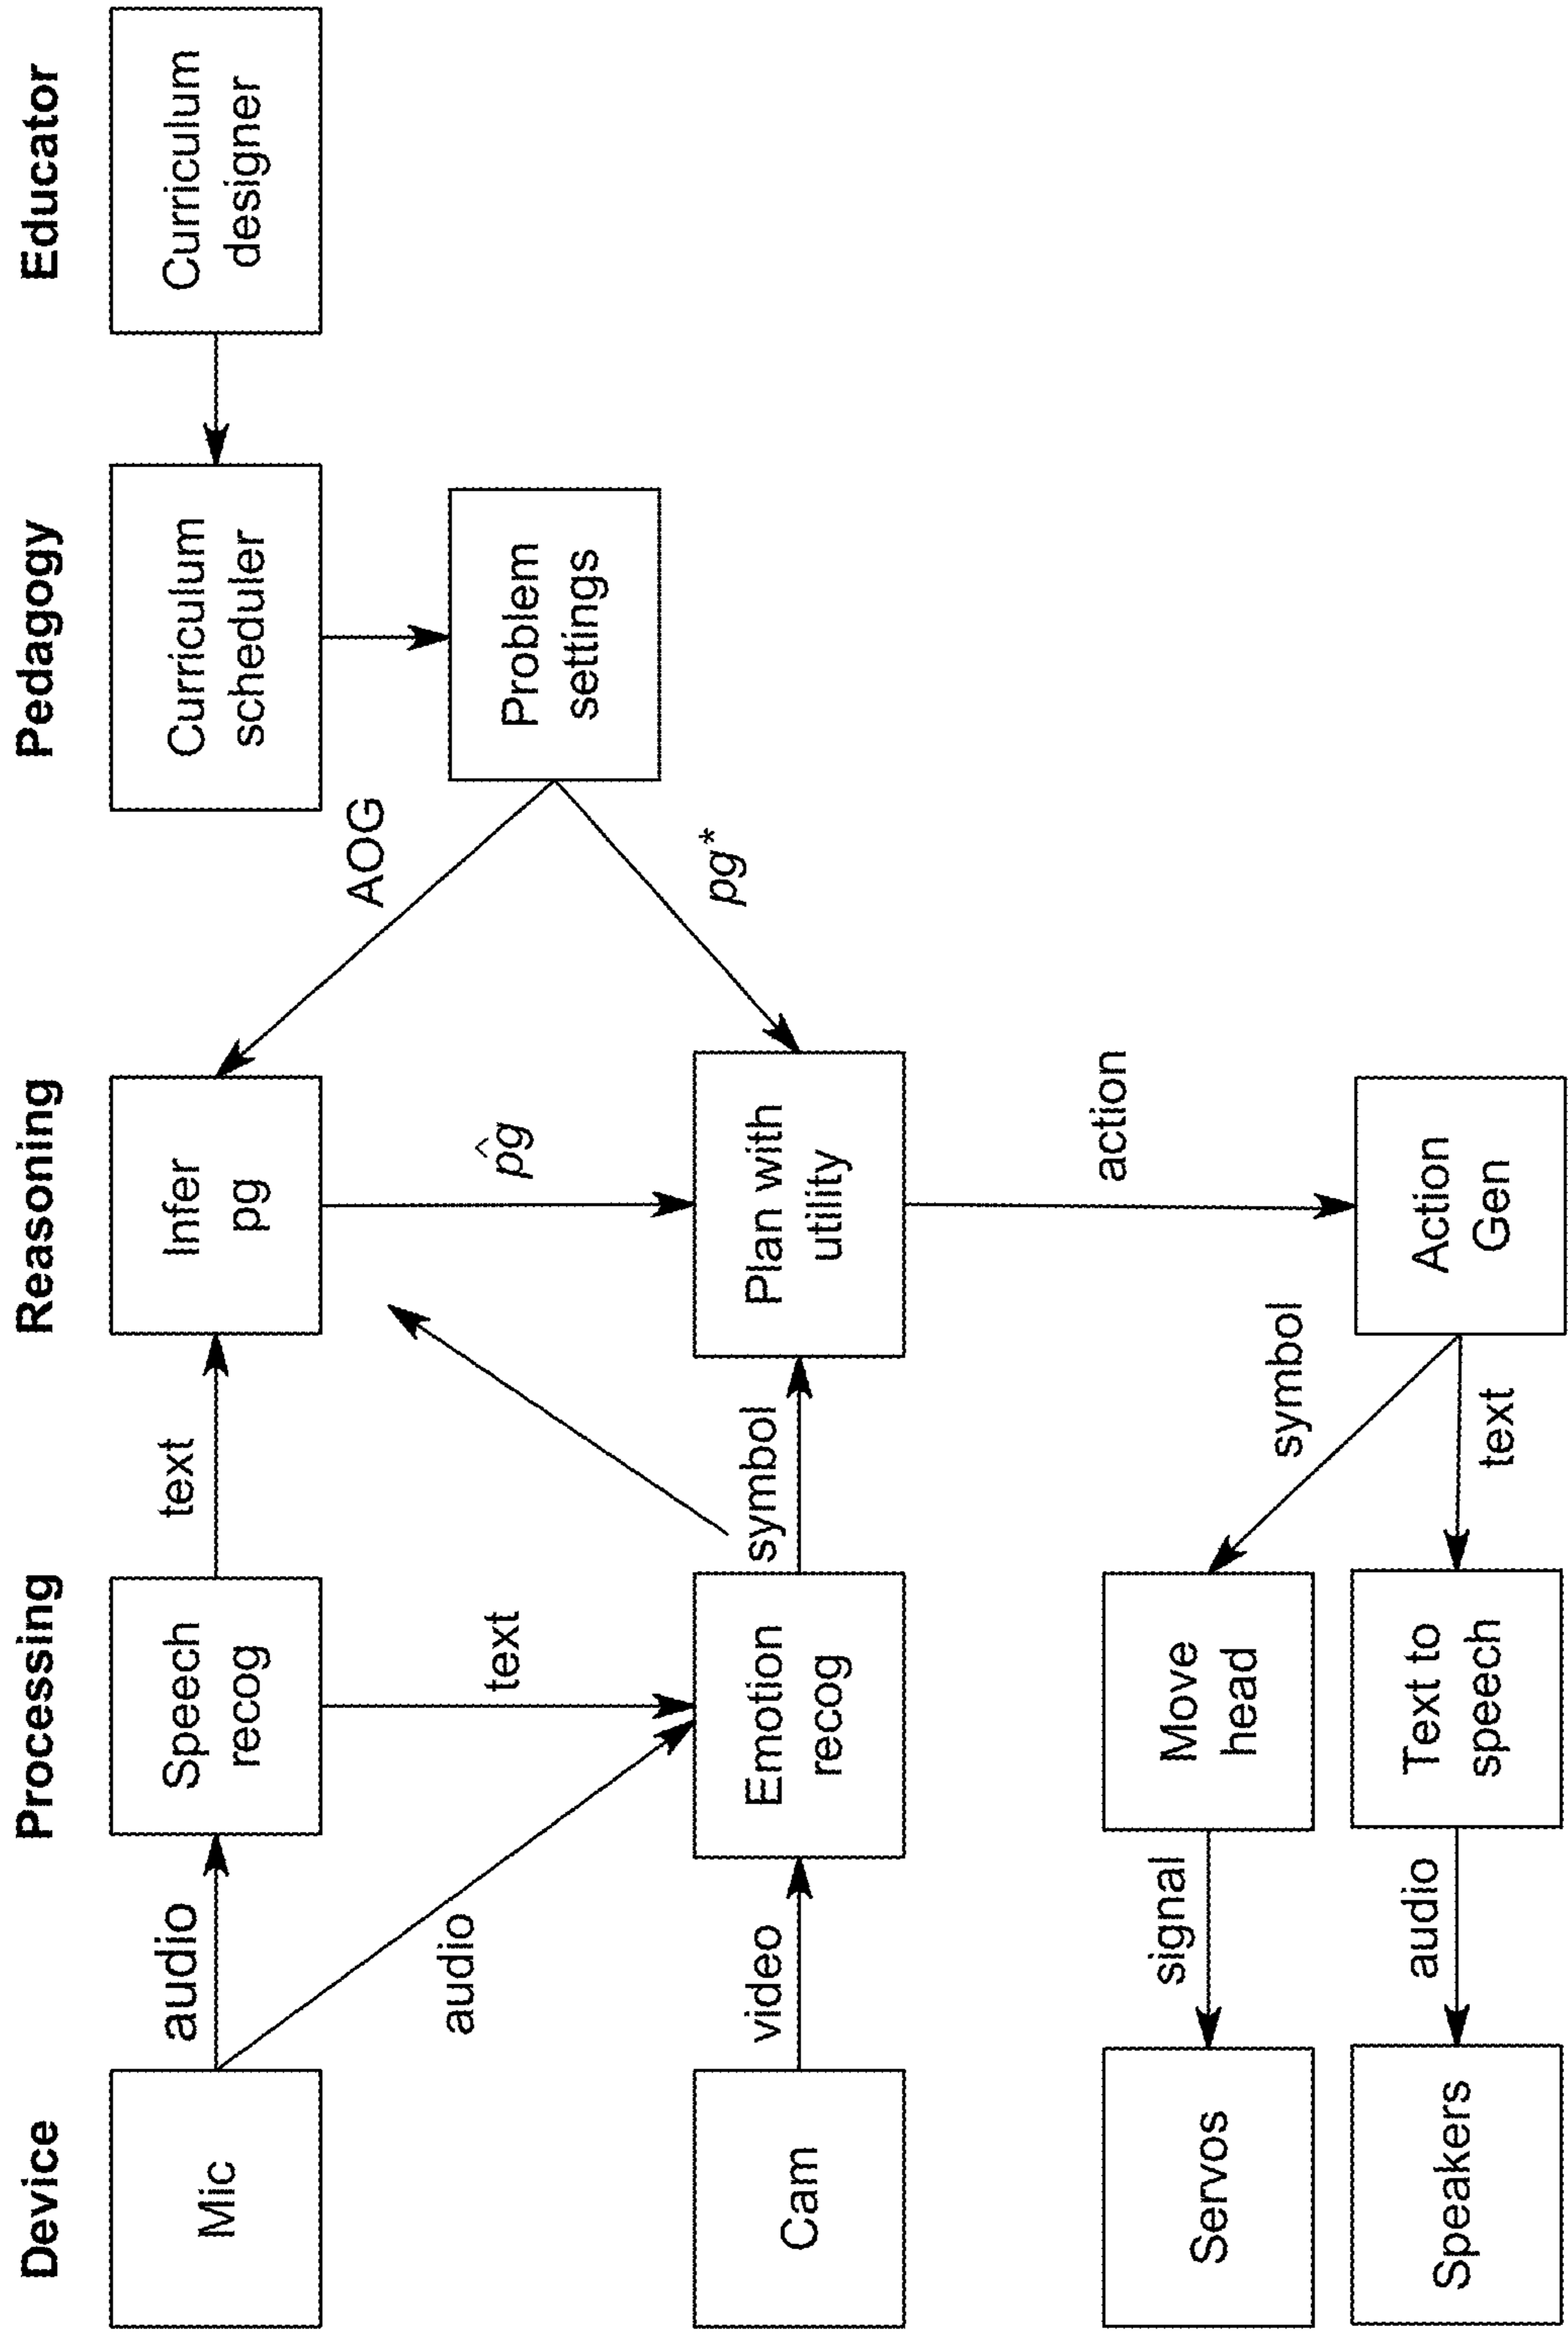 Device
Processing
Reasoning
Pedagogy
Educator
Mic
audio
Speech
recog
text
Infer
pg
AOG
Curriculum
scheduler
Curriculum
designer
audio
text
p̂g
Problem
settings
pg*
Cam
video
Emotion
recog
symbol
Plan with
utility
action
Servos
signal
Move
head
symbol
Speakers
audio
Text to
speech
text
Action
Gen